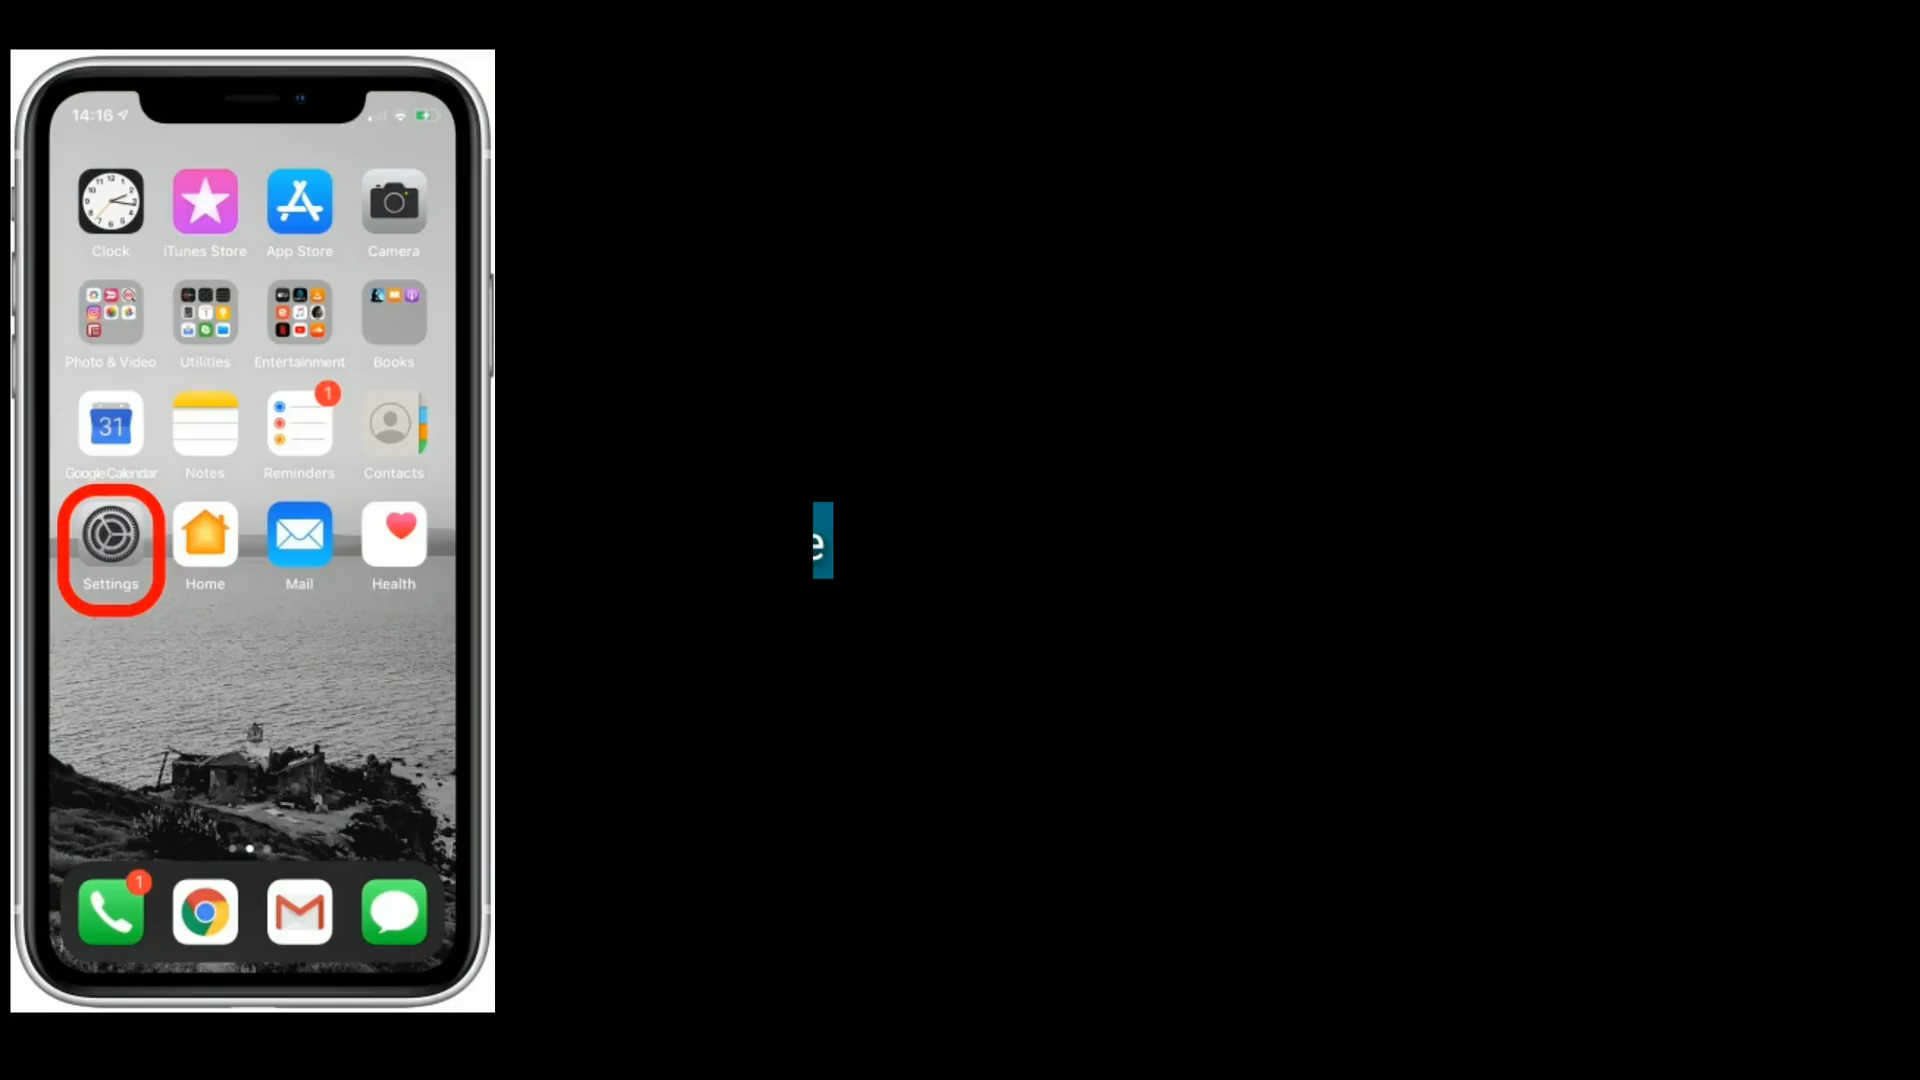 14:16
Clock iTunes Store App Store Camera
Photo & Video Utilities Entertainment Books
31
1
Google Calendar Notes Reminders Contacts
Settings Home Mail Health
1
e